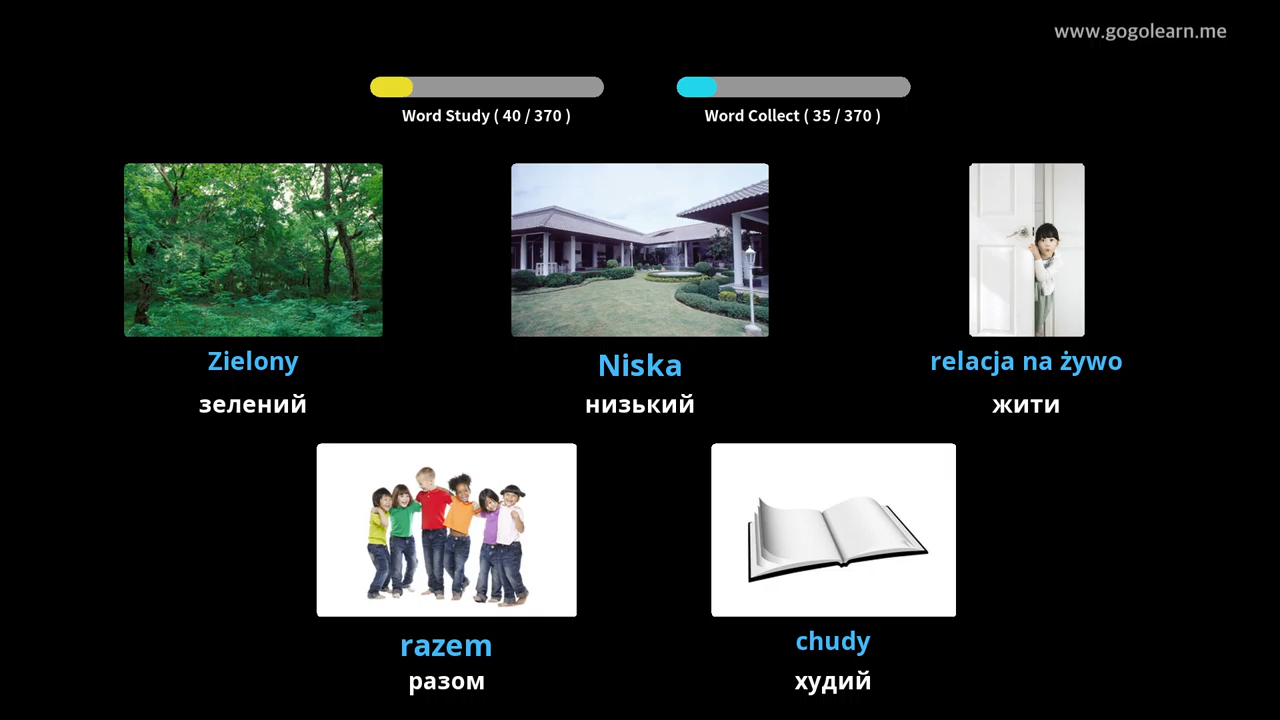 www.gogolearn.me
Word Study ( 40 / 370 )
Word Collect ( 35 / 370 )
Zielony
Niska
relacja na żywo
зелений
низький
жити
razem
chudy
разом
худий